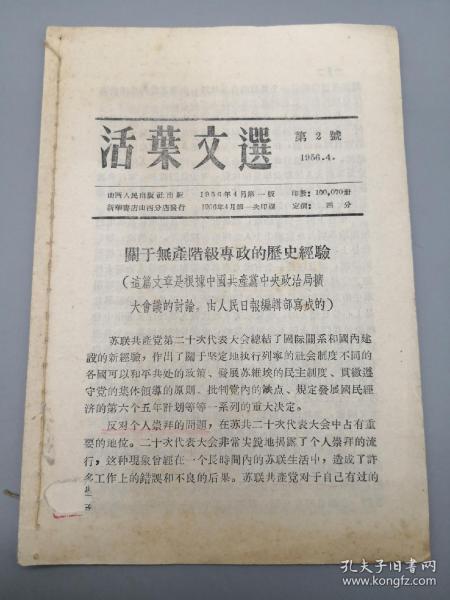 活葉文選
第2號
1956.4.
山西人民出版社出版
新華書店山西分店發行
1956年4月第一版
1956年4月第一次印刷
印数：100,070册
定價：四分
關于無產階級專政的歷史經驗
（這篇文章是根據中國共產黨中央政治局擴
大會議的討論，由人民日報編輯部寫成的）
苏联共產党第二十次代表大会總結了國际關系和國內建
設的新經驗，作出了關于坚定地执行列寧的社会制度不同的
各國可以和平共处的政策、發展苏維埃的民主制度、貫徹遵
守党的集体領導的原則、批判党內的缺点、規定發展國民經
济的第六个五年計划等等一系列的重大决定。
反对个人崇拜的問題，在苏共二十次代表大会中占有重
要的地位。二十次代表大会非常尖銳地揭露了个人崇拜的流
行，这种現象曾經在一个長時間內的苏联生活中，造成了許
多工作上的錯誤和不良的后果。苏联共產党对于自己有过的
孔夫子旧书网
www.kongfz.com